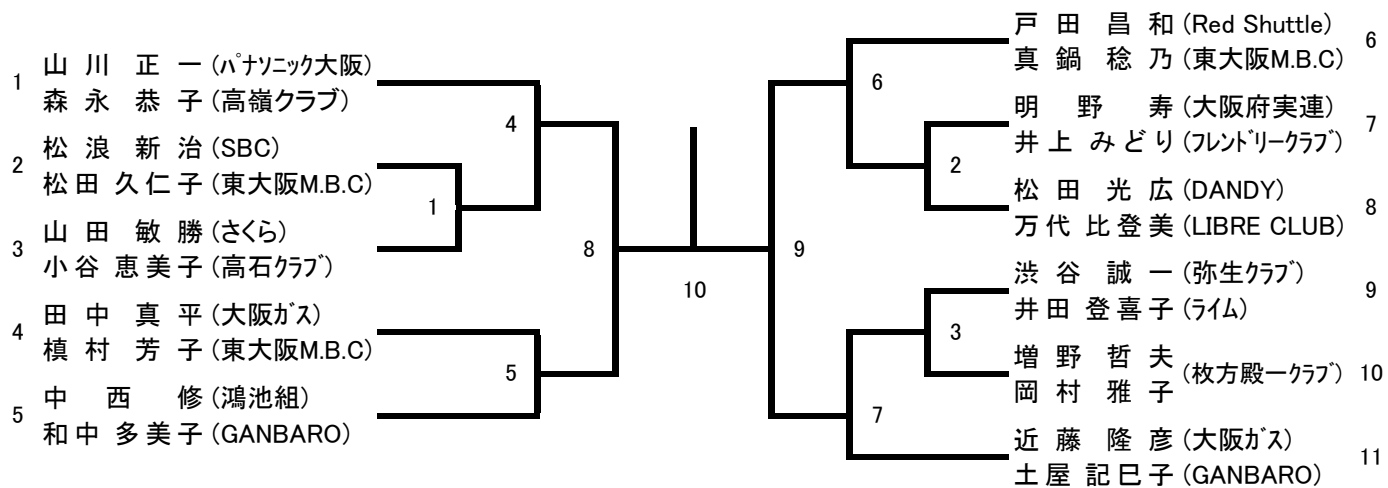 1 山川 正一 (パナソニック大阪)
森永 恭子 (高嶺クラブ)
2 松浪 新治 (SBC)
松田 久仁子 (東大阪M.B.C)
3 山田 敏勝 (さくら)
小谷 恵美子 (高石クラブ)
4 田中 真平 (大阪ガス)
槙村 芳子 (東大阪M.B.C)
5 中西 修 (鴻池組)
和中 多美子 (GANBARO)
4
1
8
5
10
9
6
2
3
7
戸田 昌和 (Red Shuttle) 6
真鍋 稔乃 (東大阪M.B.C)
明野 寿 (大阪府実連) 7
井上 みどり (フレンドリークラブ)
松田 光広 (DANDY) 8
万代 比登美 (LIBRE CLUB)
渋谷 誠一 (弥生クラブ) 9
井田 登喜子 (ライム)
増野 哲夫 (枚方殿一クラブ) 10
岡村 雅子
近藤 隆彦 (大阪ガス) 11
土屋 記巳子 (GANBARO)